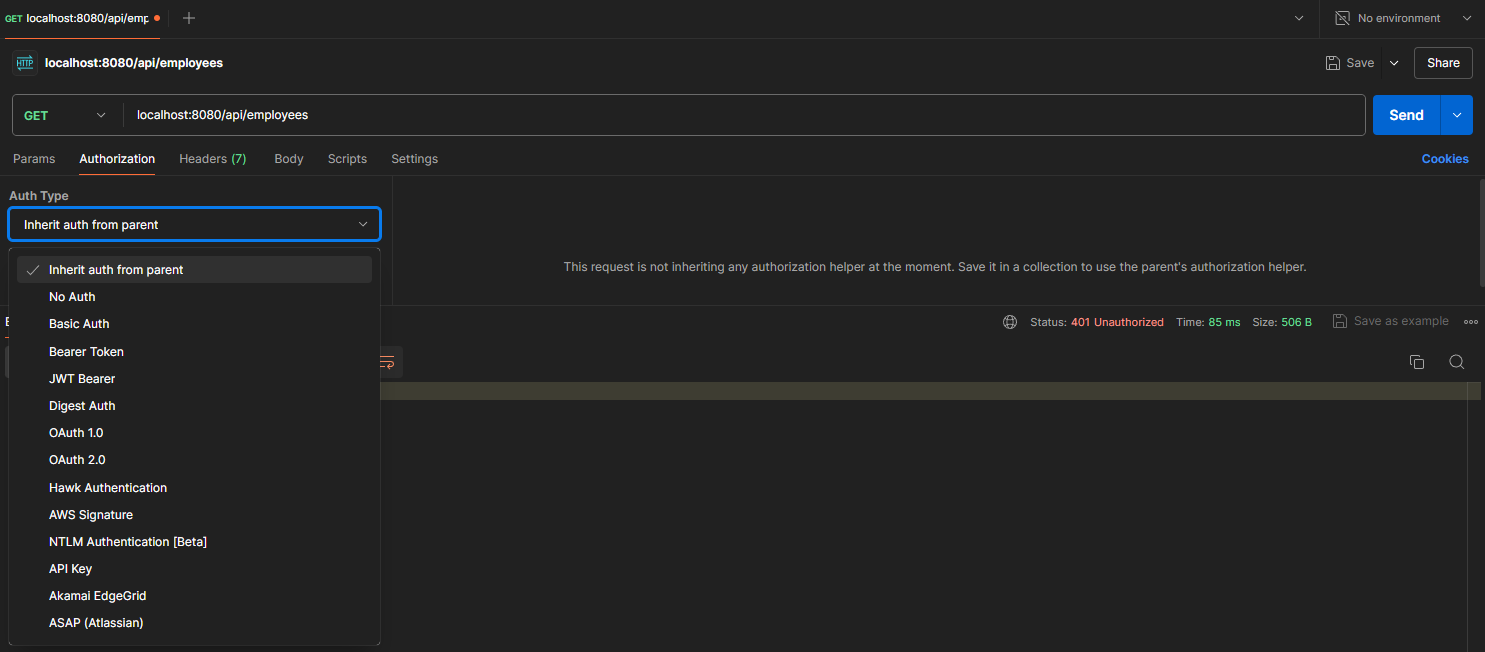 GET localhost:8080/api/emp
No environment
HTTP localhost:8080/api/employees
Save
Share
GET
localhost:8080/api/employees
Send
Params Authorization Headers (7) Body Scripts Settings
Cookies
Auth Type
Inherit auth from parent
Inherit auth from parent
No Auth
Basic Auth
Bearer Token
JWT Bearer
Digest Auth
OAuth 1.0
OAuth 2.0
Hawk Authentication
AWS Signature
NTLM Authentication [Beta]
API Key
Akamai EdgeGrid
ASAP (Atlassian)
This request is not inheriting any authorization helper at the moment. Save it in a collection to use the parent's authorization helper.
Status: 401 Unauthorized Time: 85 ms Size: 506 B
Save as example